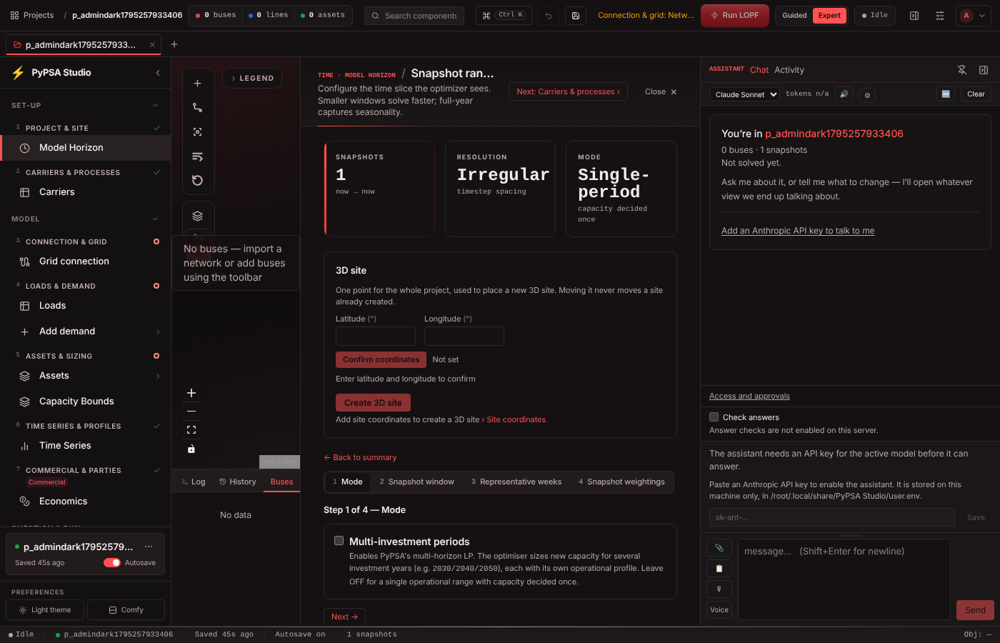 Projects / p_admindark1795257933406
0 buses 0 lines 0 assets
Search components
⌘ Ctrl K
Connection & grid: Netw...
Run LOPF
Guided Expert
Idle
A
p_admindark1795257933... ×
+
PyPSA Studio
SET-UP
1 PROJECT & SITE
Model Horizon
2 CARRIERS & PROCESSES
Carriers
MODEL
3 CONNECTION & GRID
Grid connection
4 LOADS & DEMAND
Loads
Add demand
5 ASSETS & SIZING
Assets
Capacity Bounds
6 TIME SERIES & PROFILES
Time Series
7 COMMERCIAL & PARTIES
Commercial
Economics
p_admindark17952579... ...
Saved 45s ago Autosave
PREFERENCES
Light theme Comfy
LEGEND
No buses — import a
network or add buses
using the toolbar
Log History Buses
No data
TIME · MODEL HORIZON / Snapshot ran...
Configure the time slice the optimizer sees.
Smaller windows solve faster; full-year
captures seasonality.
Next: Carriers & processes ›
Close ×
SNAPSHOTS
1
now → now
RESOLUTION
Irregular
timestep spacing
MODE
Single-
period
capacity decided
once
3D site
One point for the whole project, used to place a new 3D site. Moving it never moves a site
already created.
Latitude (°) Longitude (°)
Confirm coordinates Not set
Enter latitude and longitude to confirm
Create 3D site
Add site coordinates to create a 3D site › Site coordinates
← Back to summary
1 Mode 2 Snapshot window 3 Representative weeks 4 Snapshot weightings
Step 1 of 4 — Mode
Multi-investment periods
Enables PyPSA's multi-horizon LP. The optimiser sizes new capacity for several
investment years (e.g. 2030/2040/2050), each with its own operational profile. Leave
OFF for a single operational range with capacity decided once.
Next →
ASSISTANT Chat Activity
Claude Sonnet tokens n/a Clear
You're in p_admindark1795257933406
0 buses · 1 snapshots
Not solved yet.
Ask me about it, or tell me what to change — I'll open whatever
view we end up talking about.
Add an Anthropic API key to talk to me
Access and approvals
Check answers
Answer checks are not enabled on this server.
The assistant needs an API key for the active model before it can
answer.
Paste an Anthropic API key to enable the assistant. It is stored on this
machine only, in /root/.local/share/PyPSA Studio/user.env.
sk-ant-... Save
message... (Shift+Enter for newline)
Voice
Send
Idle p_admindark1795257933406 Saved 45s ago Autosave on 1 snapshots Obj: —